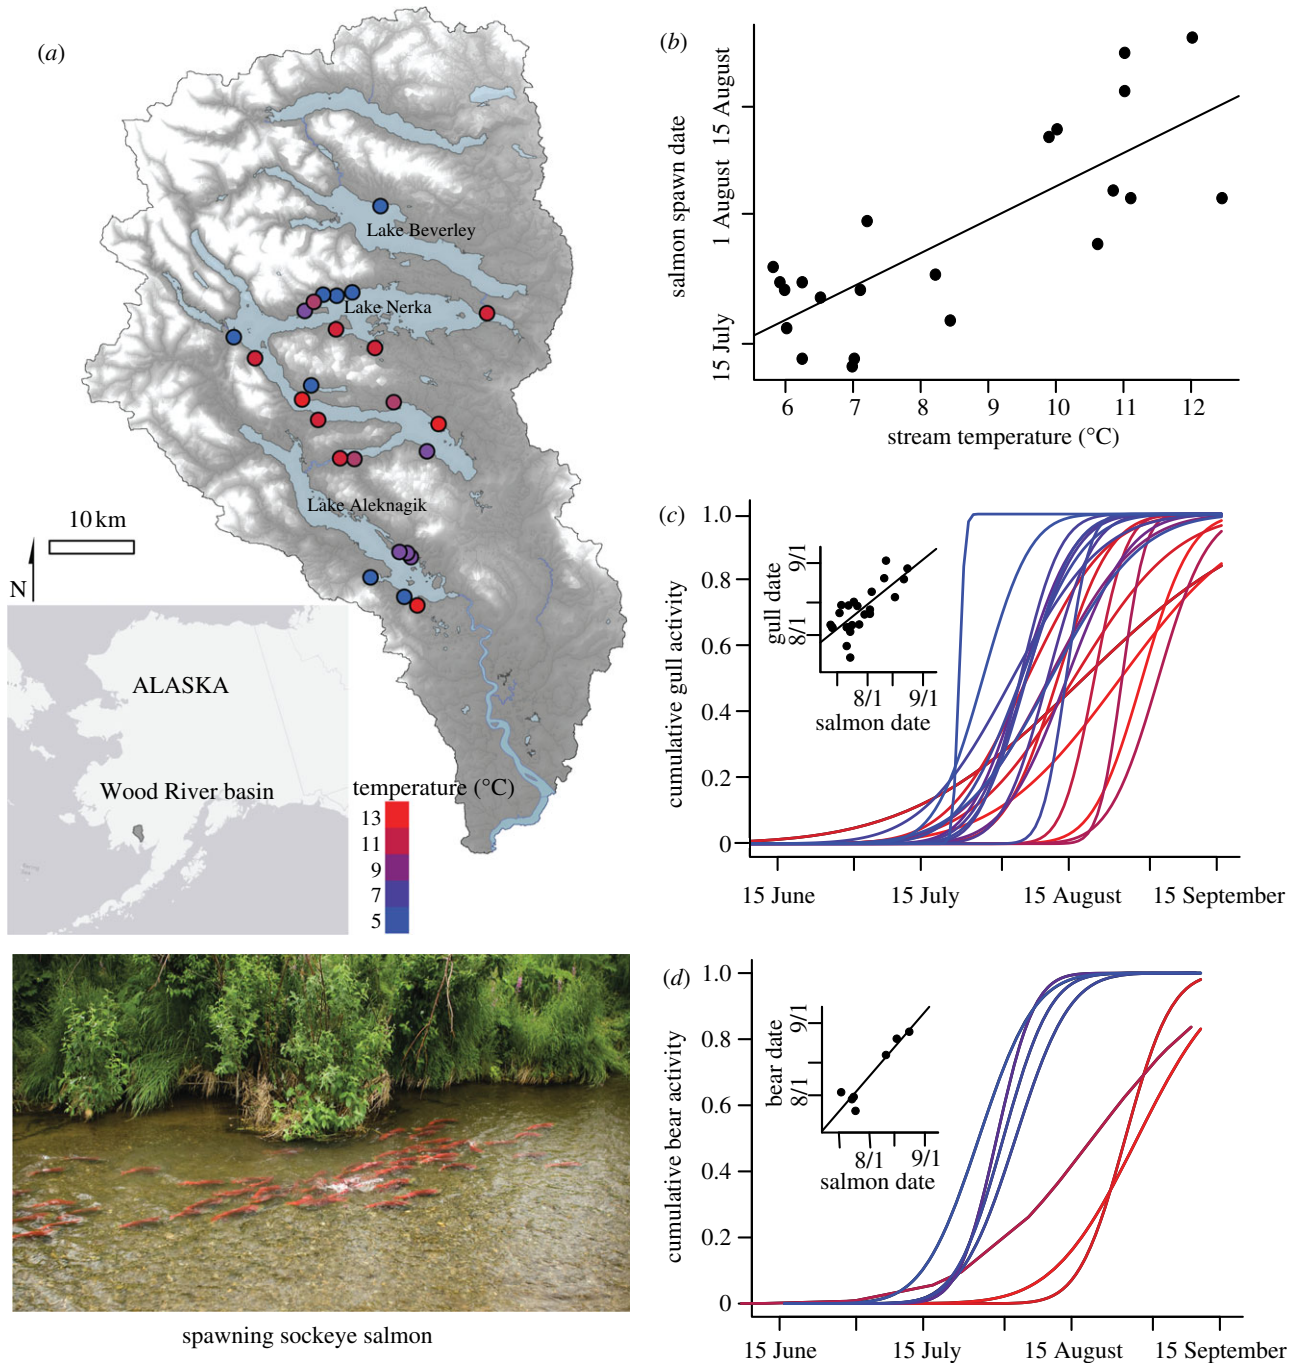 (a)
Lake Beverley
Lake Nerka
Lake Aleknagik
10 km
N
ALASKA
Wood River basin
temperature (°C)
13
11
9
7
5
spawning sockeye salmon
(b)
salmon spawn date
15 August
1 August
15 July
6 7 8 9 10 11 12
stream temperature (°C)
(c)
cumulative gull activity
1.0
0.8
0.6
0.4
0.2
0
gull date
9/1
8/1
8/1 9/1
salmon date
15 June 15 July 15 August 15 September
(d)
cumulative bear activity
1.0
0.8
0.6
0.4
0.2
0
bear date
9/1
8/1
8/1 9/1
salmon date
15 June 15 July 15 August 15 September